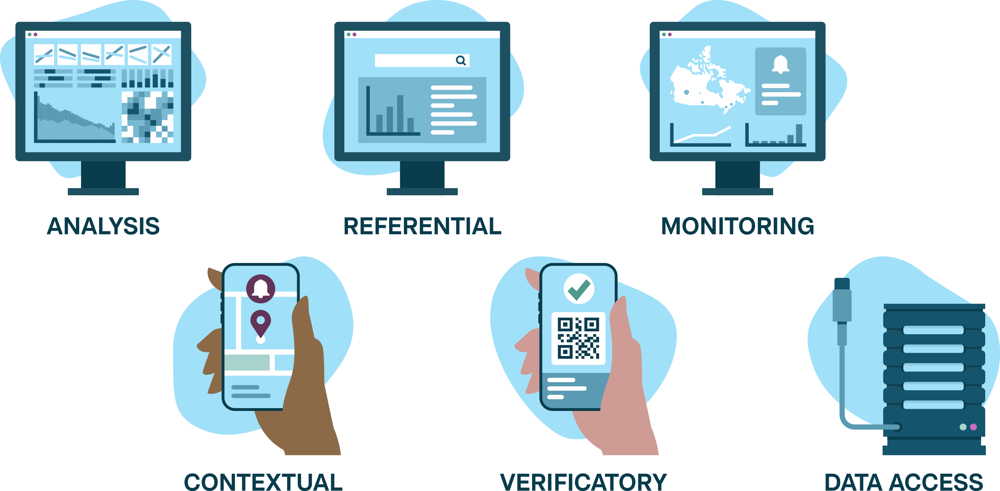 ANALYSIS
REFERENTIAL
MONITORING
CONTEXTUAL
VERIFICATORY
DATA ACCESS